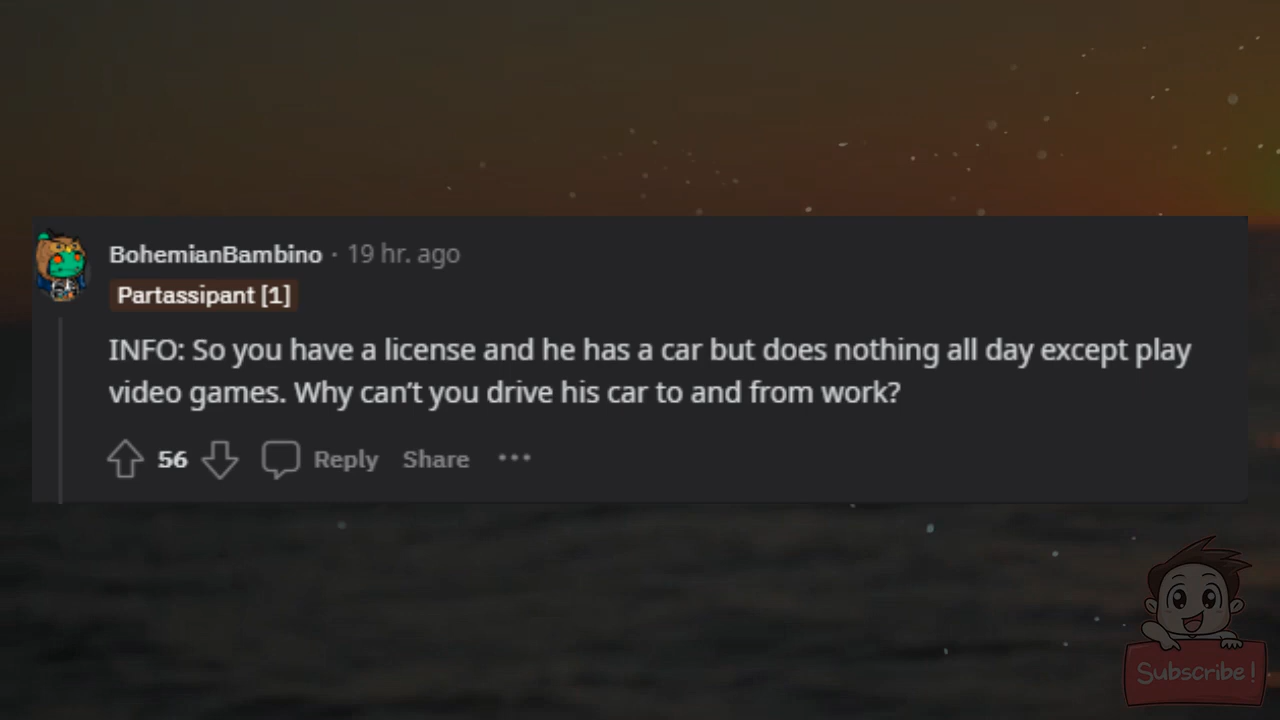 BohemianBambino · 19 hr. ago
Partassipant [1]
INFO: So you have a license and he has a car but does nothing all day except play
video games. Why can’t you drive his car to and from work?
56 Reply Share ···
Subscribe!